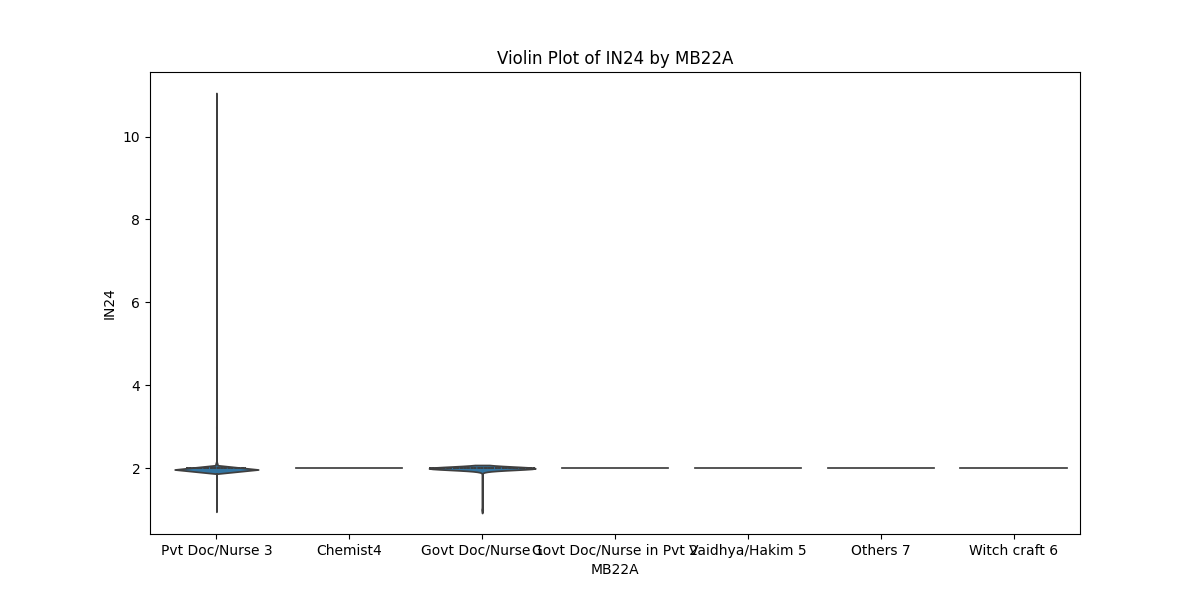 Violin Plot of IN24 by MB22A
10
8
6
4
2
IN24
Pvt Doc/Nurse 3
Chemist4
Govt Doc/Nurse 1
Govt Doc/Nurse in Pvt 2
Vaidhya/Hakim 5
Others 7
Witch craft 6
MB22A